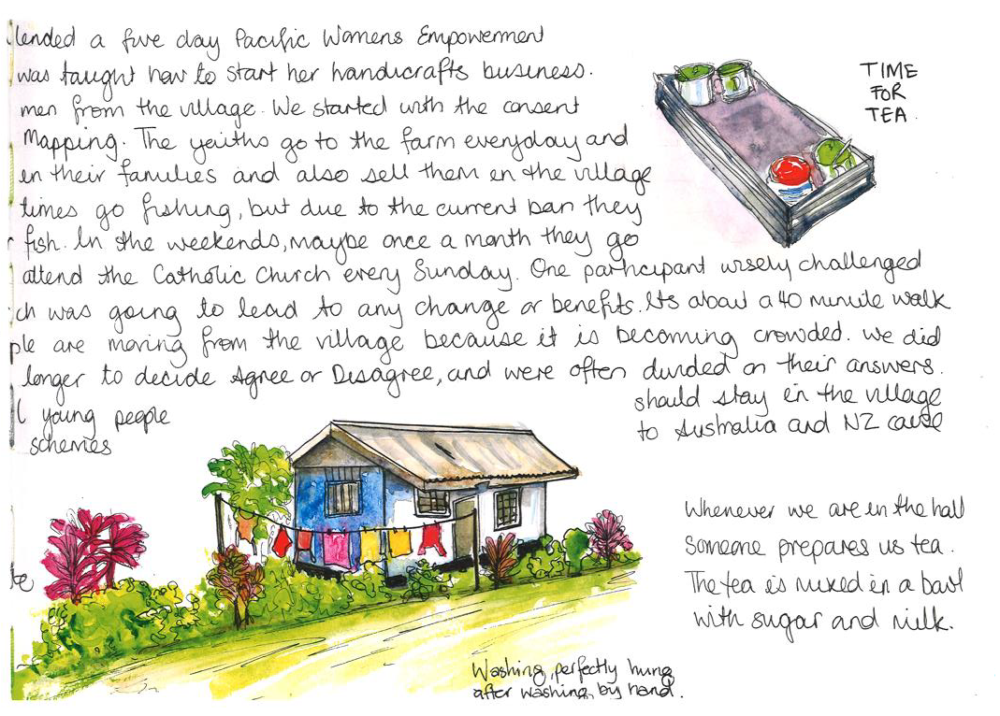 lended a five day Pacific Womens Empowerment
was taught how to start her handicrafts business.
men from the village. We started with the consent
Mapping. The youths go to the farm everyday and
en their families and also sell them in the village
times go fishing, but due to the current ban they
fish. In the weekends, maybe once a month they go
attend the Catholic Church every Sunday. One participant wisely challenged
ch was going to lead to any change or benefits. Its about a 40 minute walk
ple are moving from the village because it is becoming crowded. We did
longer to decide Agree or Disagree, and were often divided on their answers.
l young people
should stay in the village
schemes
to Australia and NZ cause
TIME
FOR
TEA
Whenever we are in the hall
someone prepares us tea.
The tea is mixed in a bowl
with sugar and milk.
te
Washing, perfectly hung
after washing by hand.